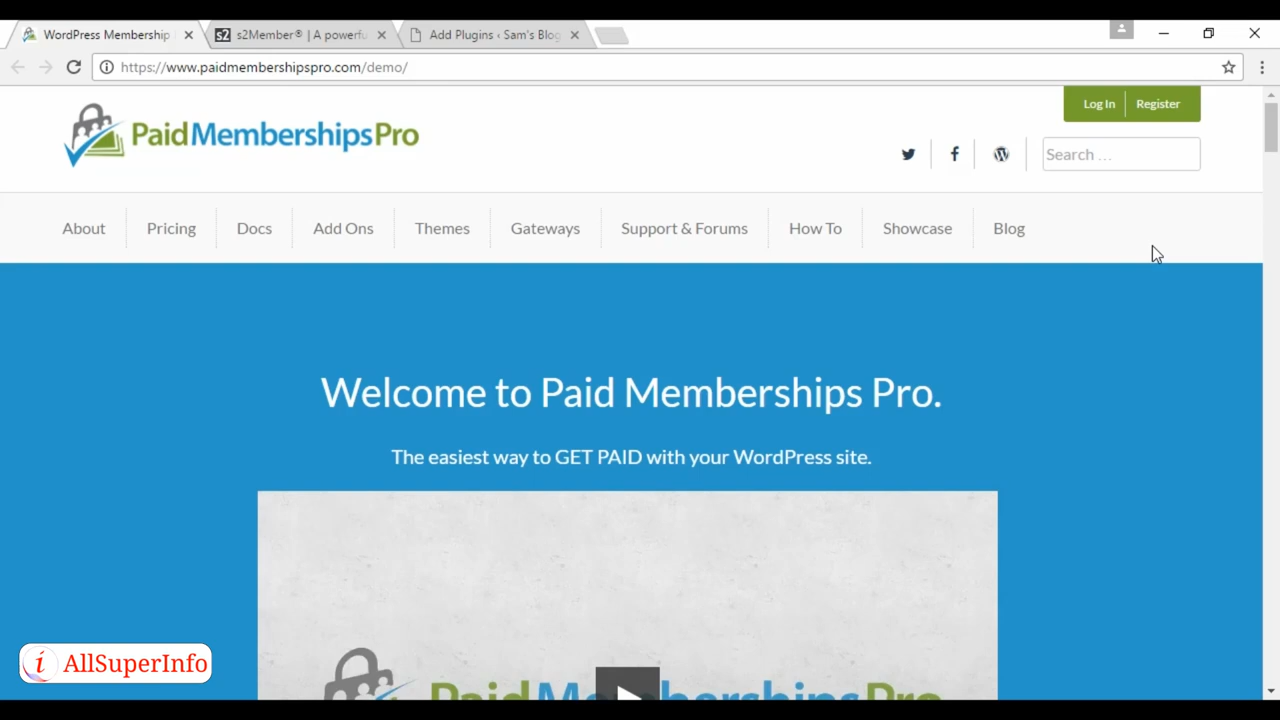 WordPress Membership
s2Member® | A powerfu
Add Plugins ‹ Sam's Blog
https://www.paidmembershipspro.com/demo/
Log In
Register
PaidMembershipsPro
Search ...
About
Pricing
Docs
Add Ons
Themes
Gateways
Support & Forums
How To
Showcase
Blog
Welcome to Paid Memberships Pro.
The easiest way to GET PAID with your WordPress site.
PaidMembershipsPro
i AllSuperInfo